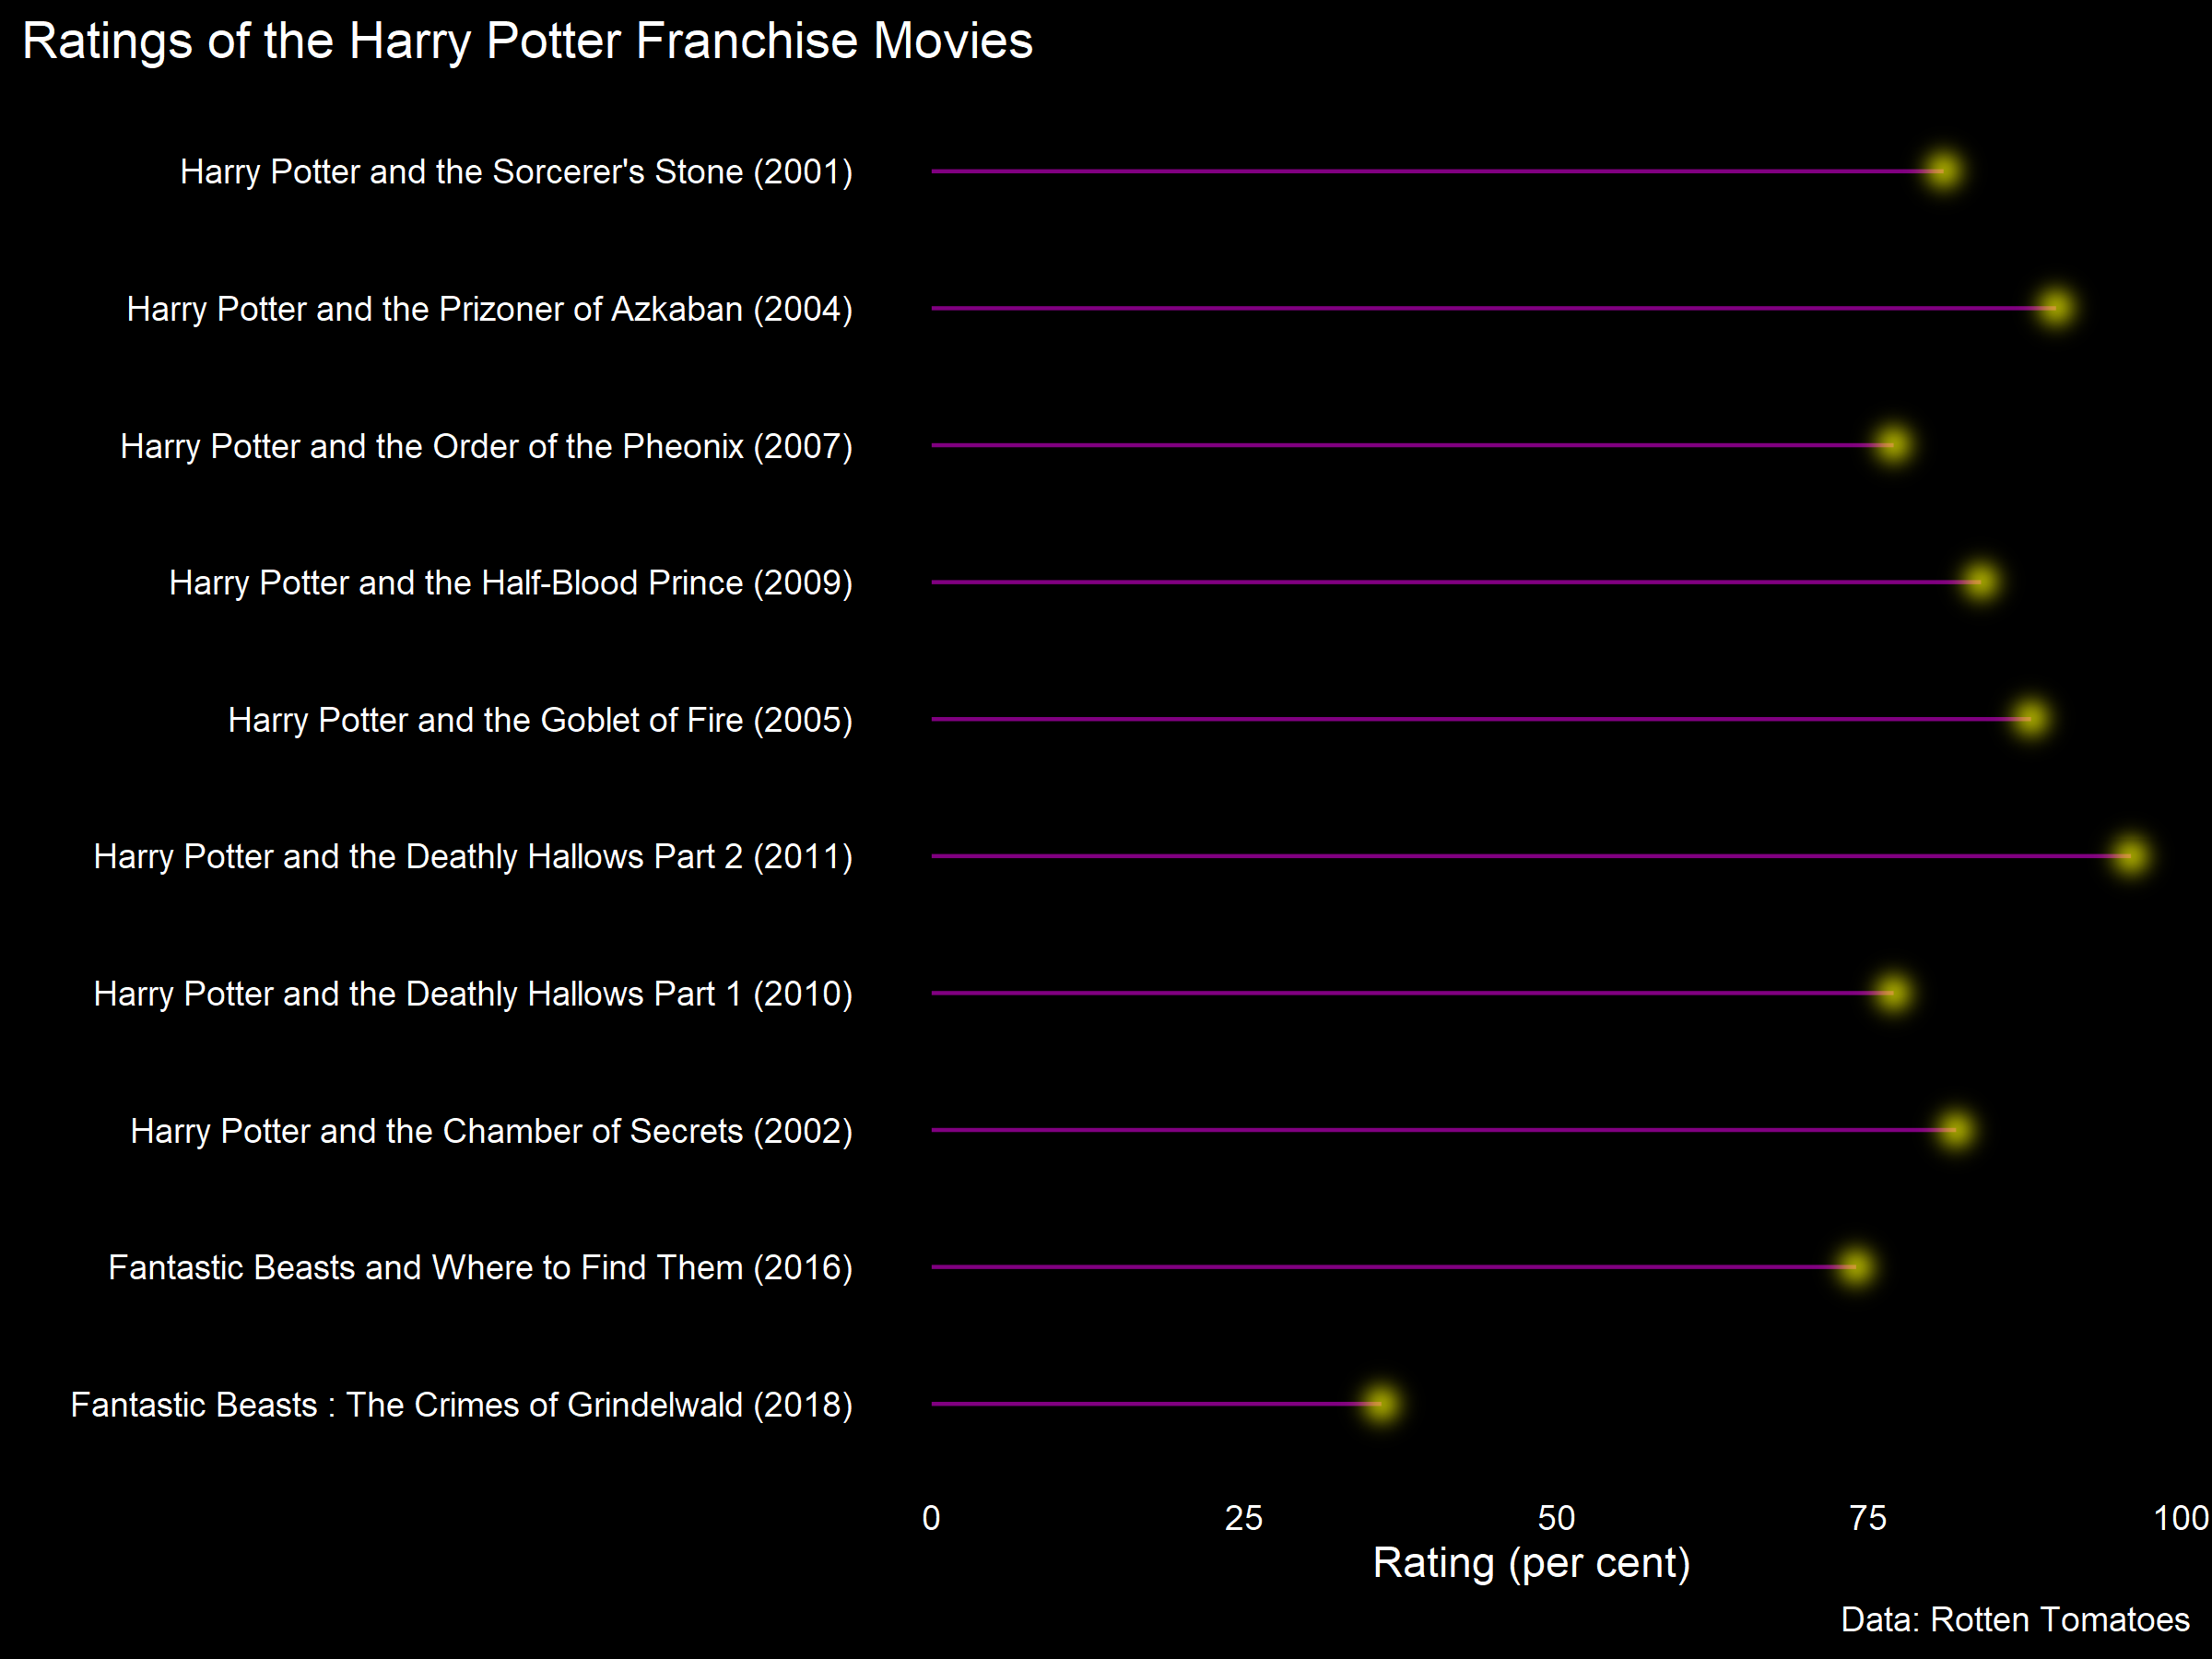 Ratings of the Harry Potter Franchise Movies
Harry Potter and the Sorcerer's Stone (2001)
Harry Potter and the Prizoner of Azkaban (2004)
Harry Potter and the Order of the Pheonix (2007)
Harry Potter and the Half-Blood Prince (2009)
Harry Potter and the Goblet of Fire (2005)
Harry Potter and the Deathly Hallows Part 2 (2011)
Harry Potter and the Deathly Hallows Part 1 (2010)
Harry Potter and the Chamber of Secrets (2002)
Fantastic Beasts and Where to Find Them (2016)
Fantastic Beasts : The Crimes of Grindelwald (2018)
0 25 50 75 100
Rating (per cent)
Data: Rotten Tomatoes